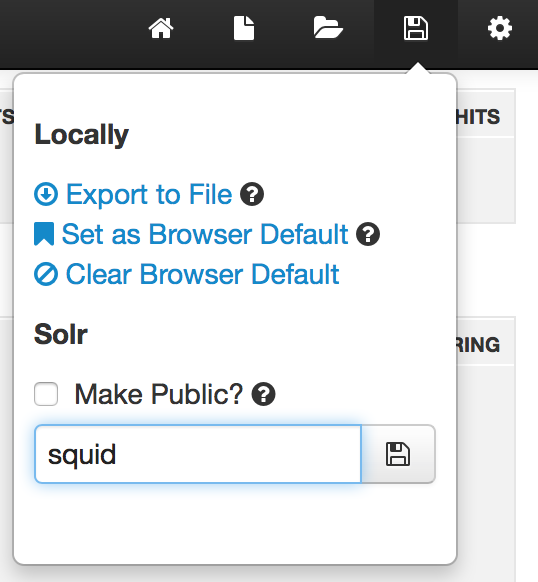 TS
HITS
Locally
Export to File
Set as Browser Default
Clear Browser Default
Solr
RING
Make Public?
squid